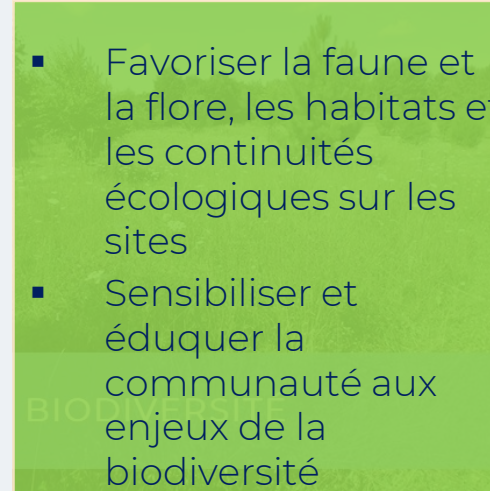 ▪ Favoriser la faune et
la flore, les habitats et
les continuités
écologiques sur les
sites
▪ Sensibiliser et
éduquer la
communauté aux
enjeux de la
biodiversité
BIODIVERSITÉ